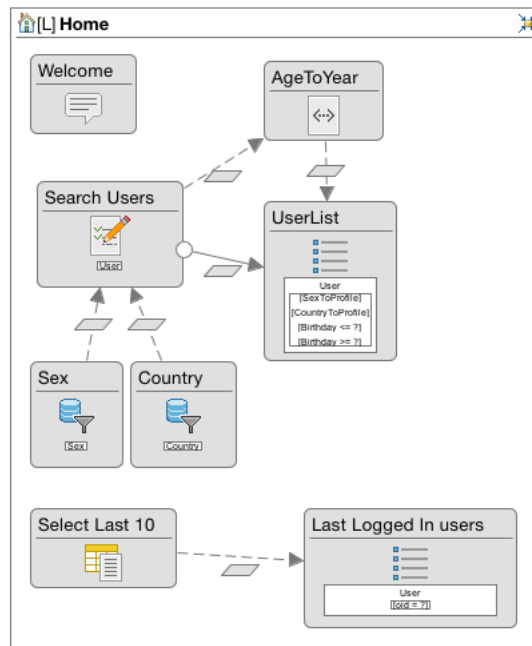 [L] Home
Welcome
AgeToYear
Search Users
User
UserList
User
[SexToProfile]
[CountryToProfile]
[Birthday <= ?]
[Birthday >= ?]
Sex
Sex
Country
Country
Select Last 10
Last Logged In users
User
[oid = ?]